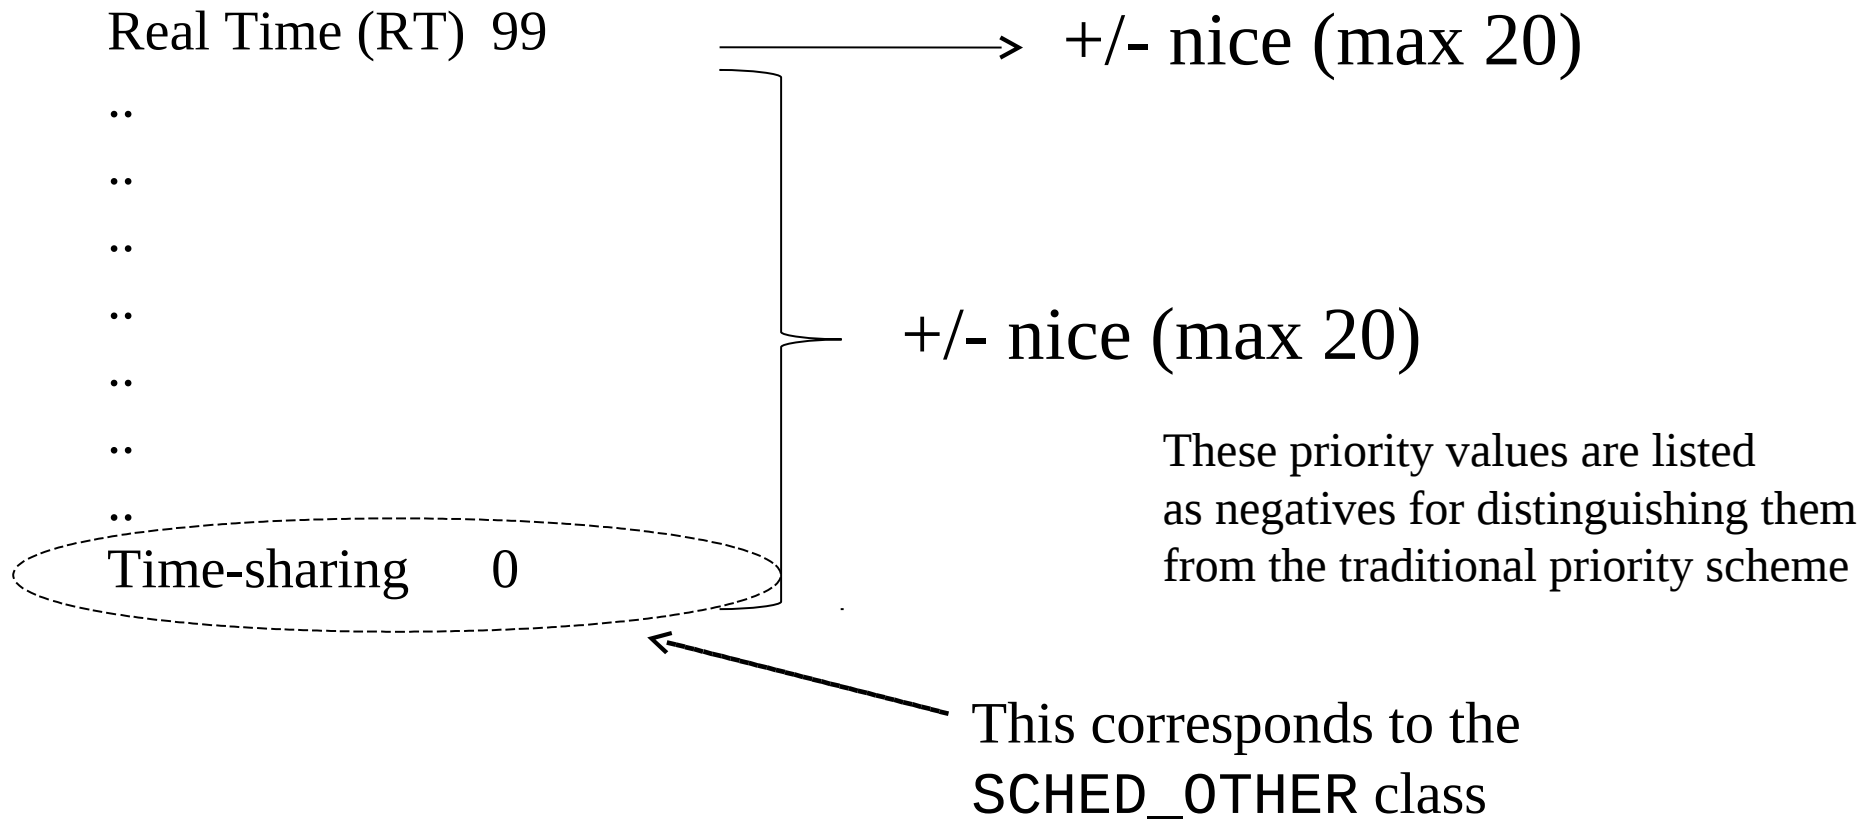 Real Time (RT) 99
+/- nice (max 20)
..
..
..
..
+/- nice (max 20)
..
..
..
These priority values are listed
as negatives for distinguishing them
from the traditional priority scheme
Time-sharing 0
This corresponds to the
SCHED_OTHER class